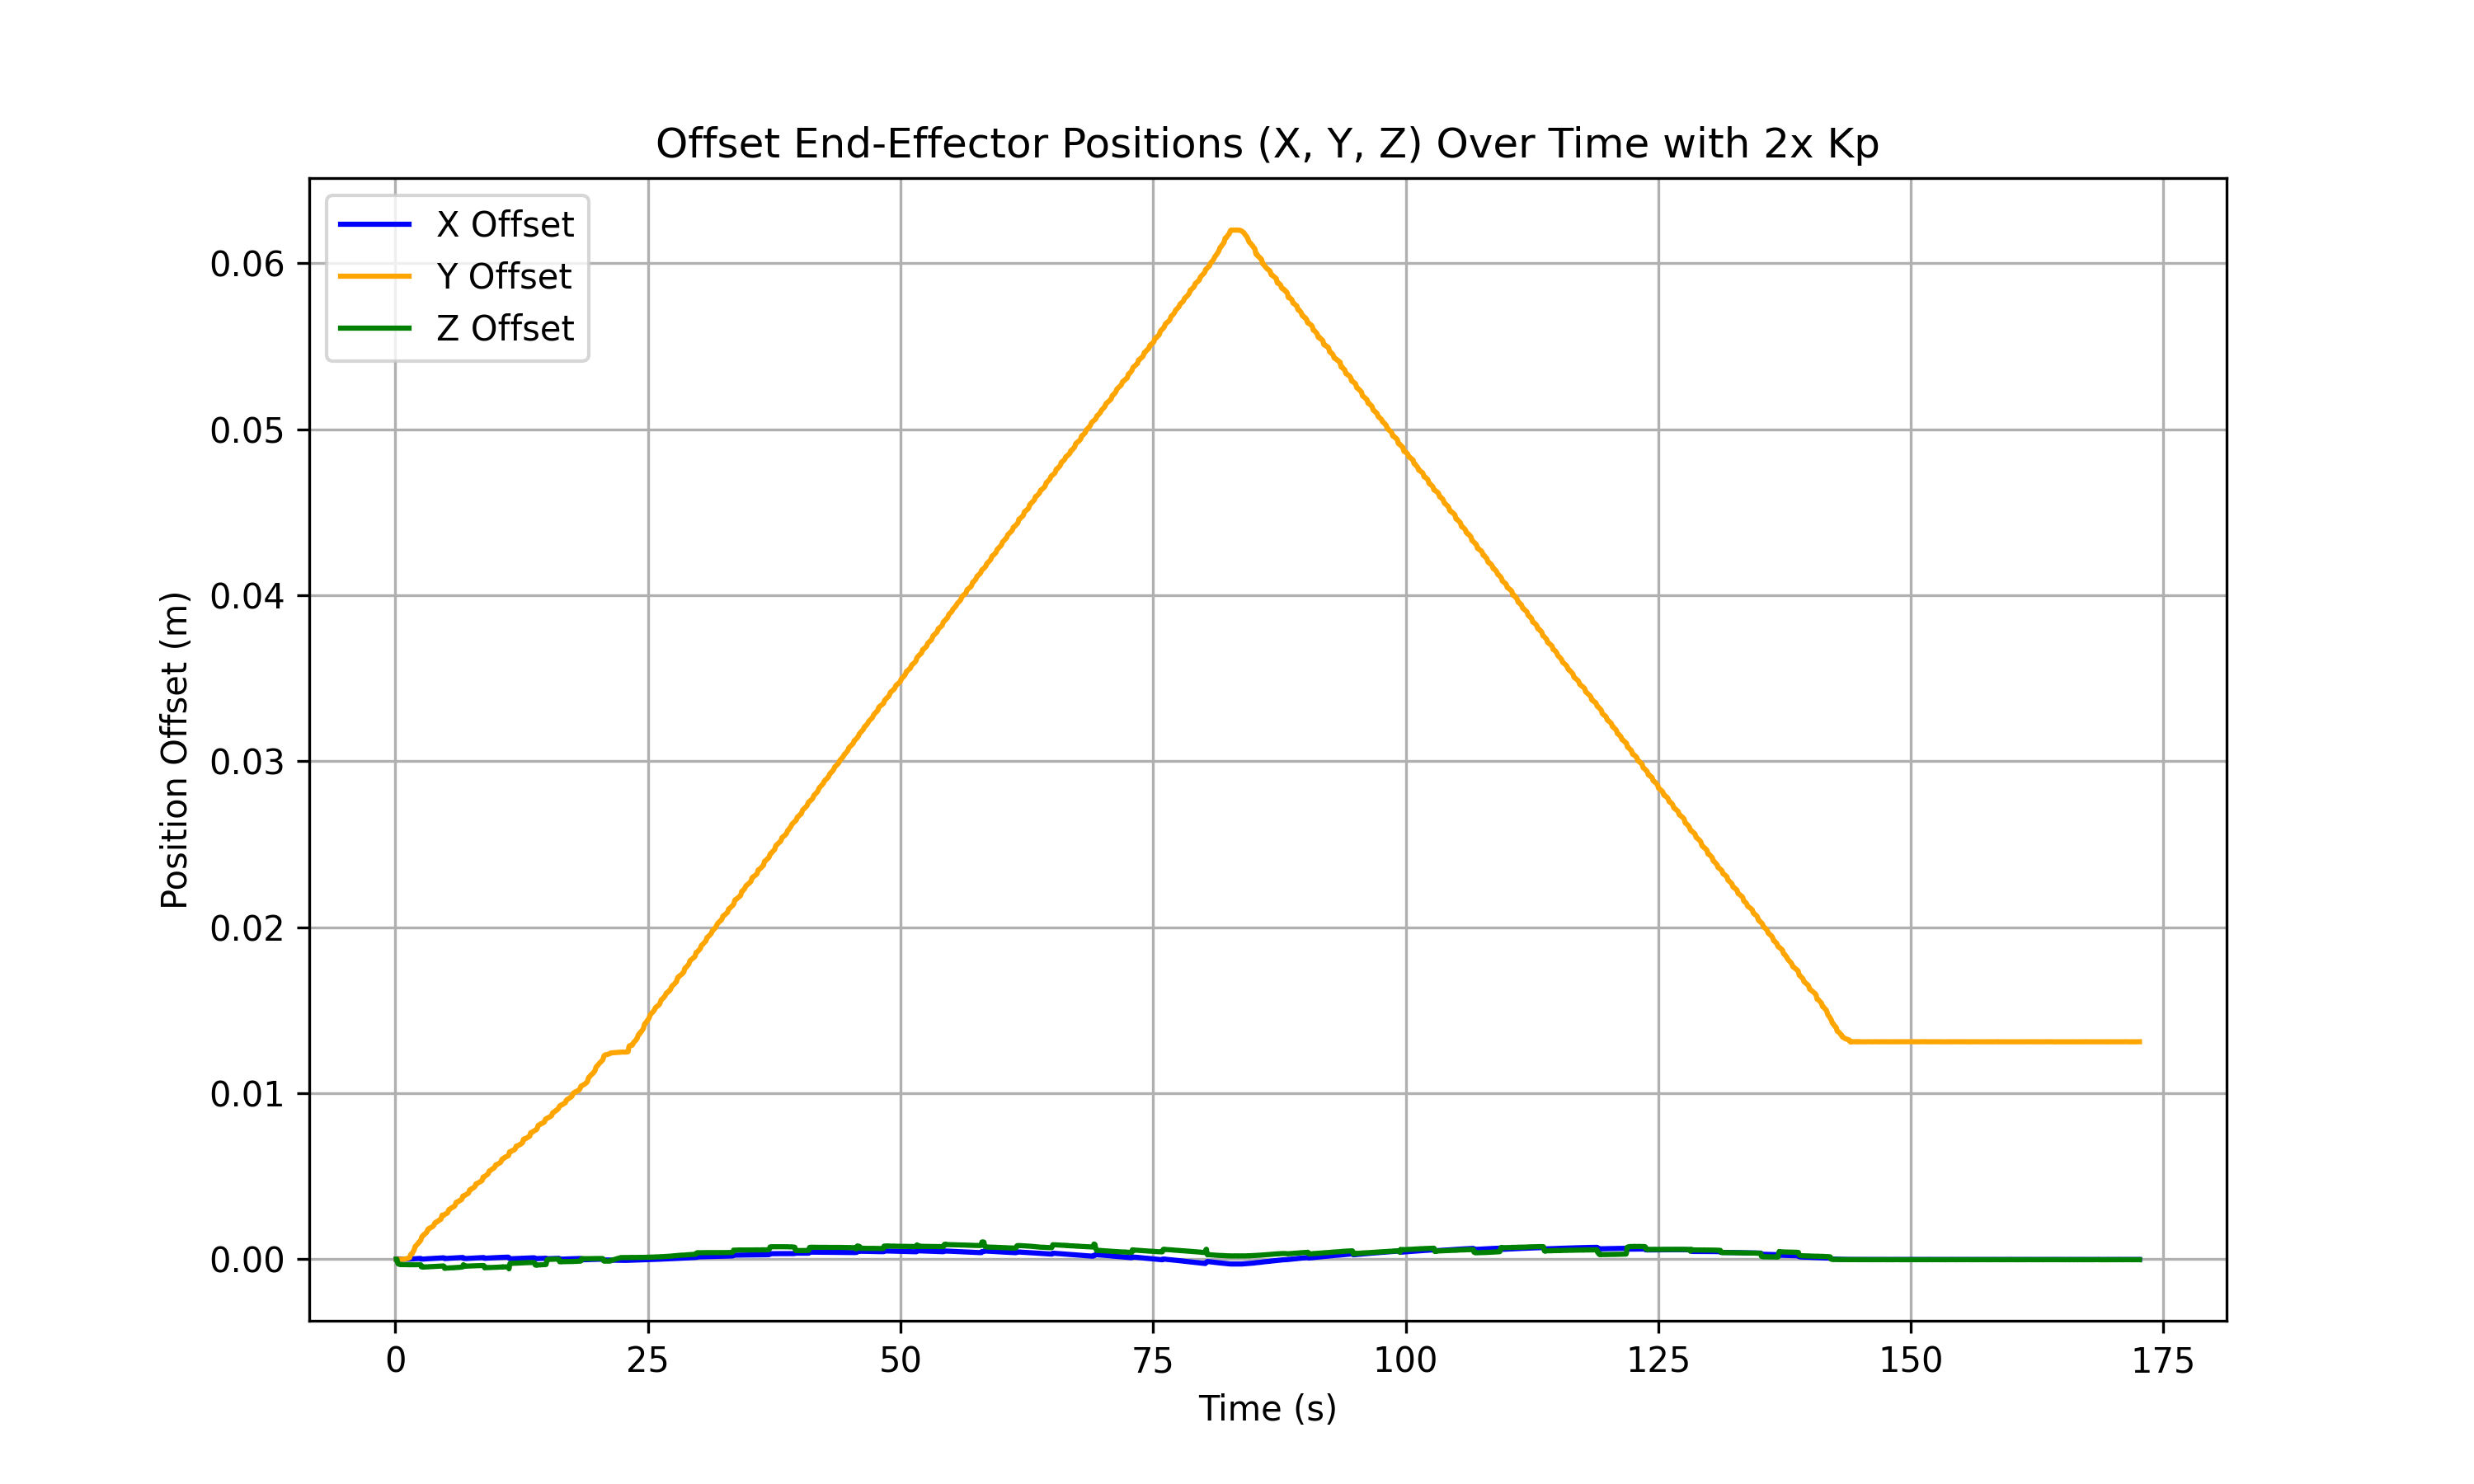 Offset End-Effector Positions (X, Y, Z) Over Time with 2x Kp
X Offset
Y Offset
Z Offset
Position Offset (m)
0.06
0.05
0.04
0.03
0.02
0.01
0.00
0 25 50 75 100 125 150 175
Time (s)